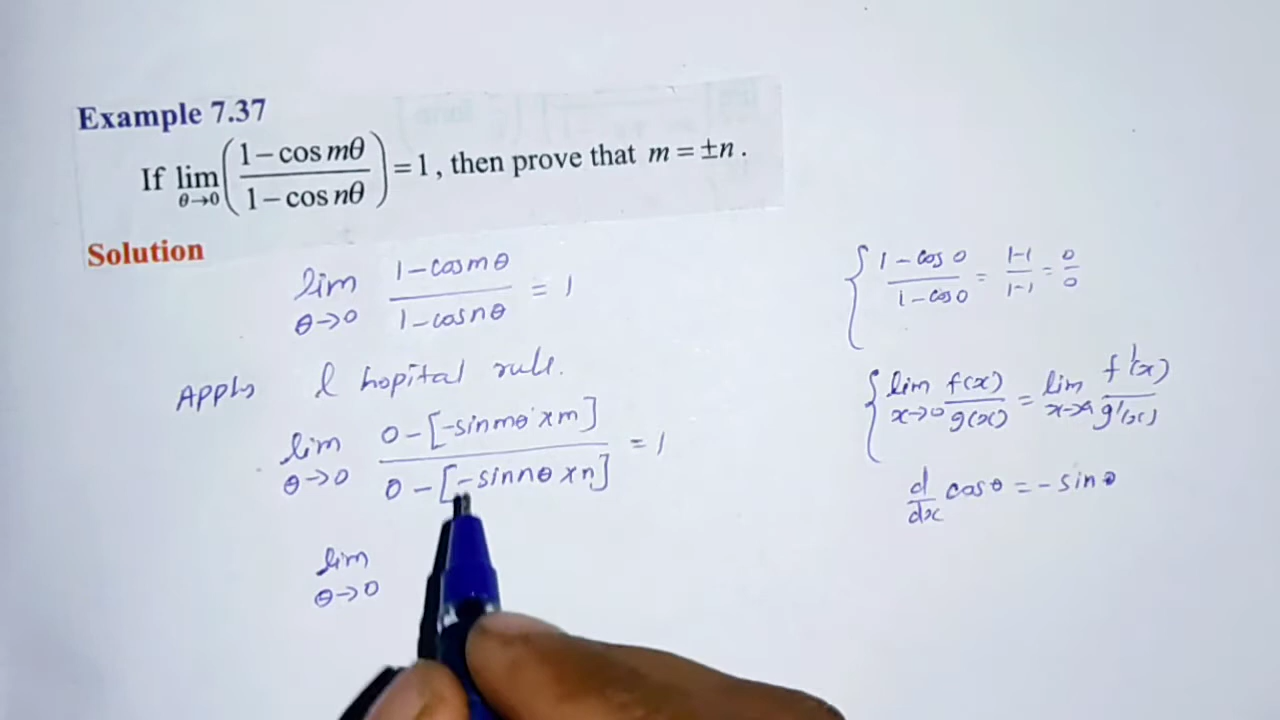 Example 7.37
If lim θ→0 (1 − cos mθ / 1 − cos nθ) = 1, then prove that m = ±n.
Solution
lim θ→0 1 − cos mθ / 1 − cos nθ = 1
{ 1 − cos 0 / 1 − cos 0 = 1-1 / 1-1 = 0/0
Apply l hopital rule.
{ lim x→0 f(x)/g(x) = lim f'(x)/g'(x)
lim θ→0 0 − [−sin mθ × m] / 0 − [−sin nθ × n] = 1
d/dx cos θ = − sin θ
lim θ→0